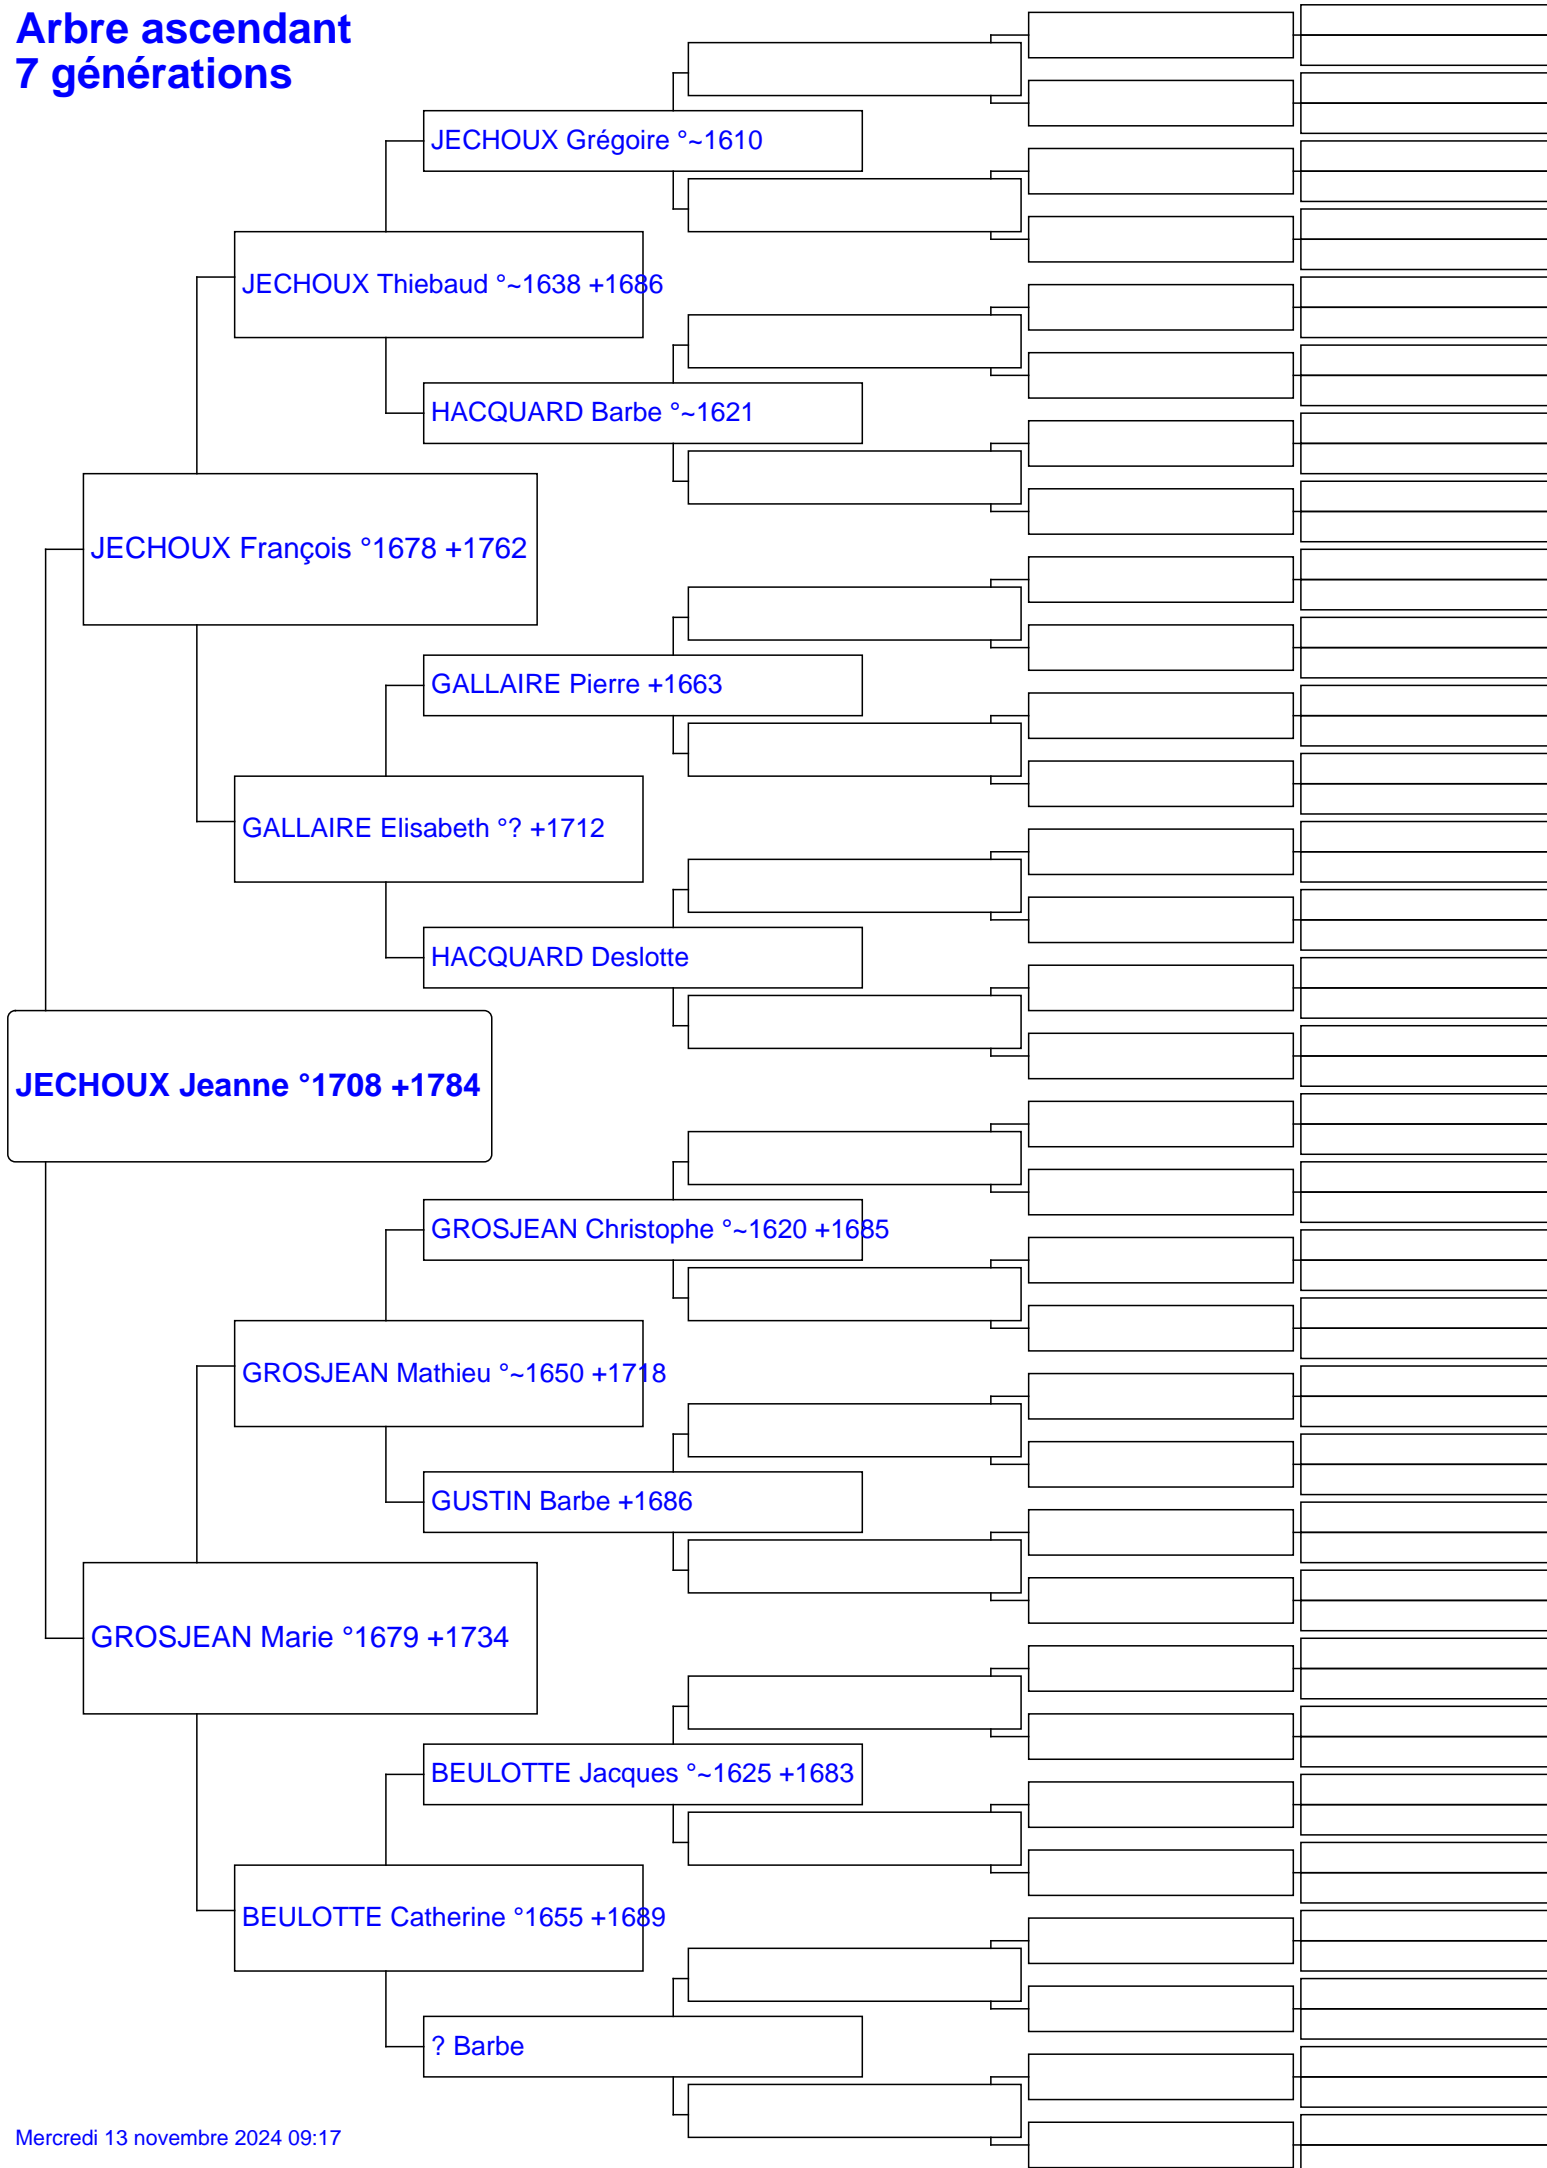 Arbre ascendant
7 générations
JECHOUX Grégoire °~1610
JECHOUX Thiebaud °~1638 +1686
HACQUARD Barbe °~1621
JECHOUX François °1678 +1762
GALLAIRE Pierre +1663
GALLAIRE Elisabeth °? +1712
HACQUARD Deslotte
JECHOUX Jeanne °1708 +1784
GROSJEAN Christophe °~1620 +1685
GROSJEAN Mathieu °~1650 +1718
GUSTIN Barbe +1686
GROSJEAN Marie °1679 +1734
BEULOTTE Jacques °~1625 +1683
BEULOTTE Catherine °1655 +1689
? Barbe
Mercredi 13 novembre 2024 09:17